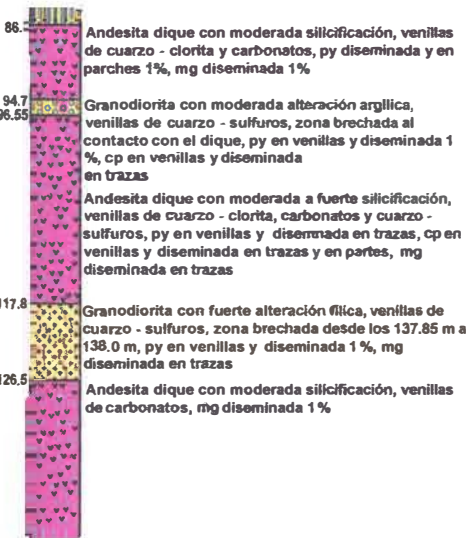 86.
Andesita dique con moderada silicificación, venillas
de cuarzo - clorita y carbonatos, py diseminada y en
parches 1%, mg diseminada 1%
94.7
Granodiorita con moderada alteración argílica,
96.55
venillas de cuarzo - sulfuros, zona brechada al
contacto con el dique, py en venillas y diseminada 1
%, cp en venillas y diseminada
en trazas
Andesita dique con moderada a fuerte silicificación,
venillas de cuarzo - clorita, carbonatos y cuarzo -
sulfuros, py en venillas y diseminada en trazas, cp en
venillas y diseminada en trazas y en partes, mg
diseminada en trazas
117.8
Granodiorita con fuerte alteración fílica, venillas de
cuarzo - sulfuros, zona brechada desde los 137.85 m a
138.0 m, py en venillas y diseminada 1%, mg
diseminada en trazas
126.5
Andesita dique con moderada silicificación, venillas
de carbonatos, mg diseminada 1%